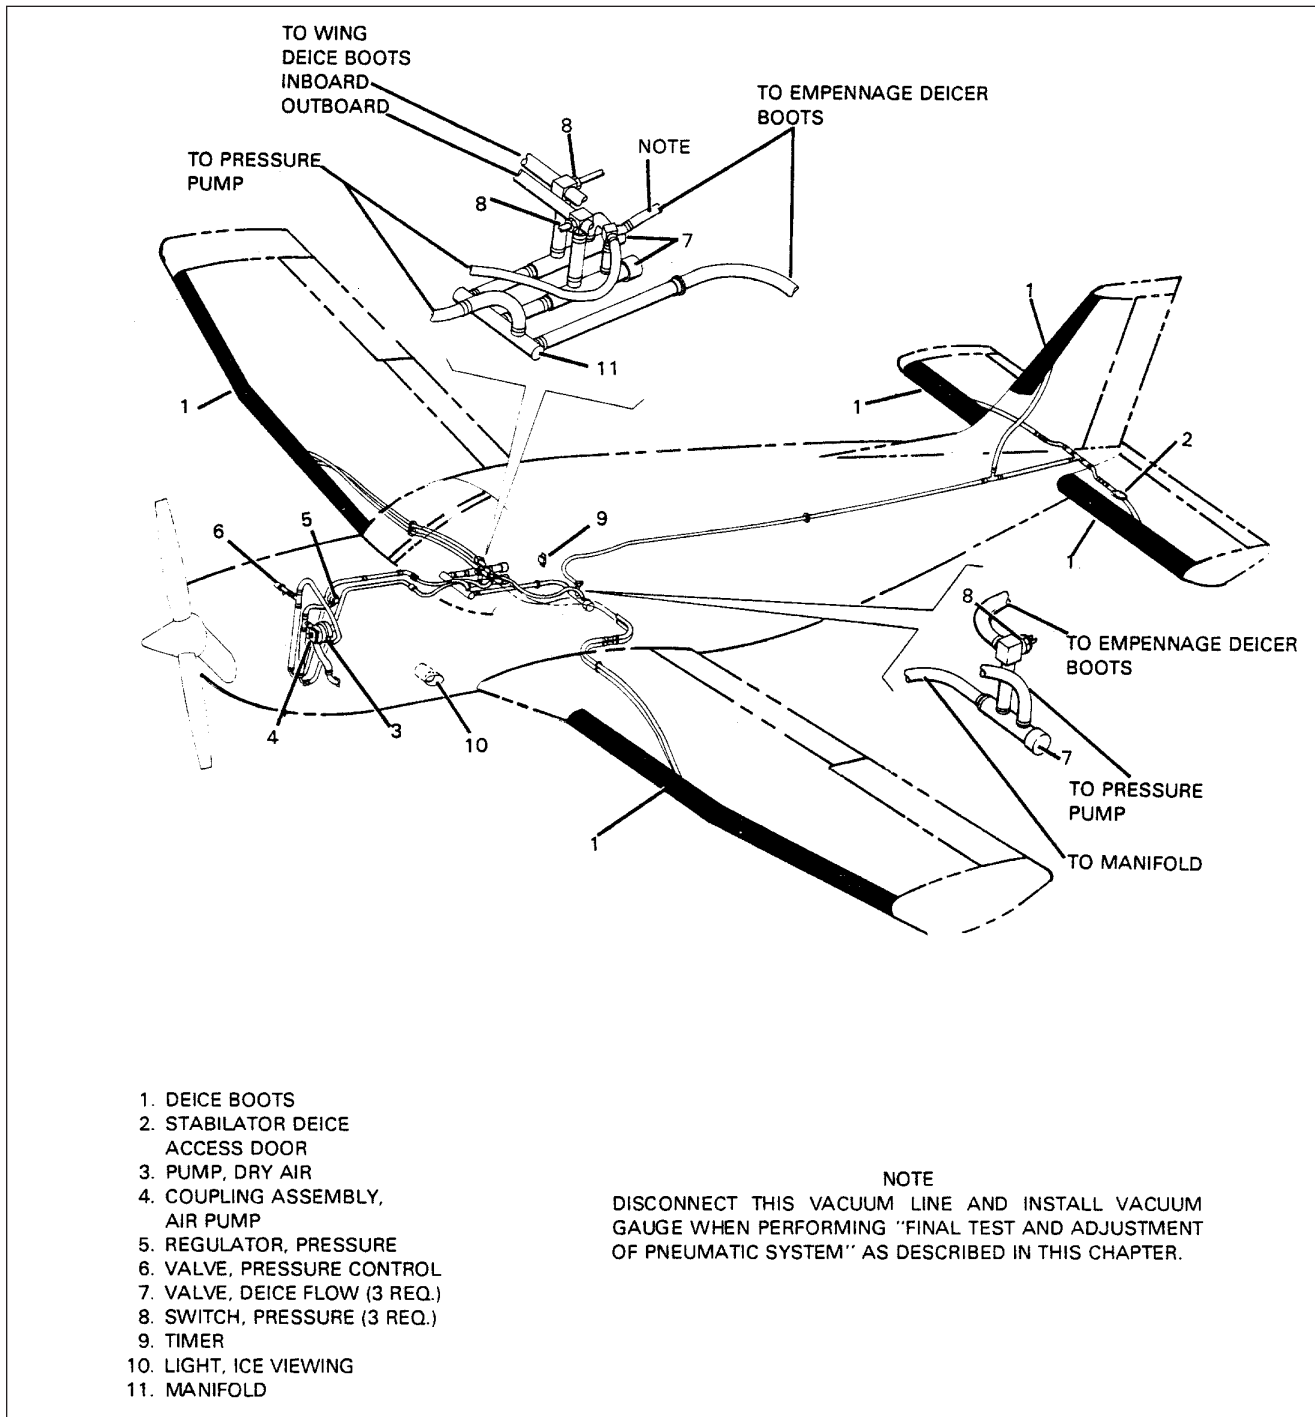 TO WING
DEICE BOOTS
INBOARD
OUTBOARD
TO EMPENNAGE DEICER
BOOTS
8
NOTE
TO PRESSURE
PUMP
8
7
11
1
1
1
2
1
1
5
6
9
4
3
10
8
TO EMPENNAGE DEICER
BOOTS
7
TO PRESSURE
PUMP
TO MANIFOLD
1
1. DEICE BOOTS
2. STABILATOR DEICE
ACCESS DOOR
3. PUMP, DRY AIR
4. COUPLING ASSEMBLY,
AIR PUMP
5. REGULATOR, PRESSURE
6. VALVE, PRESSURE CONTROL
7. VALVE, DEICE FLOW (3 REQ.)
8. SWITCH, PRESSURE (3 REQ.)
9. TIMER
10. LIGHT, ICE VIEWING
11. MANIFOLD
NOTE
DISCONNECT THIS VACUUM LINE AND INSTALL VACUUM
GAUGE WHEN PERFORMING "FINAL TEST AND ADJUSTMENT
OF PNEUMATIC SYSTEM" AS DESCRIBED IN THIS CHAPTER.